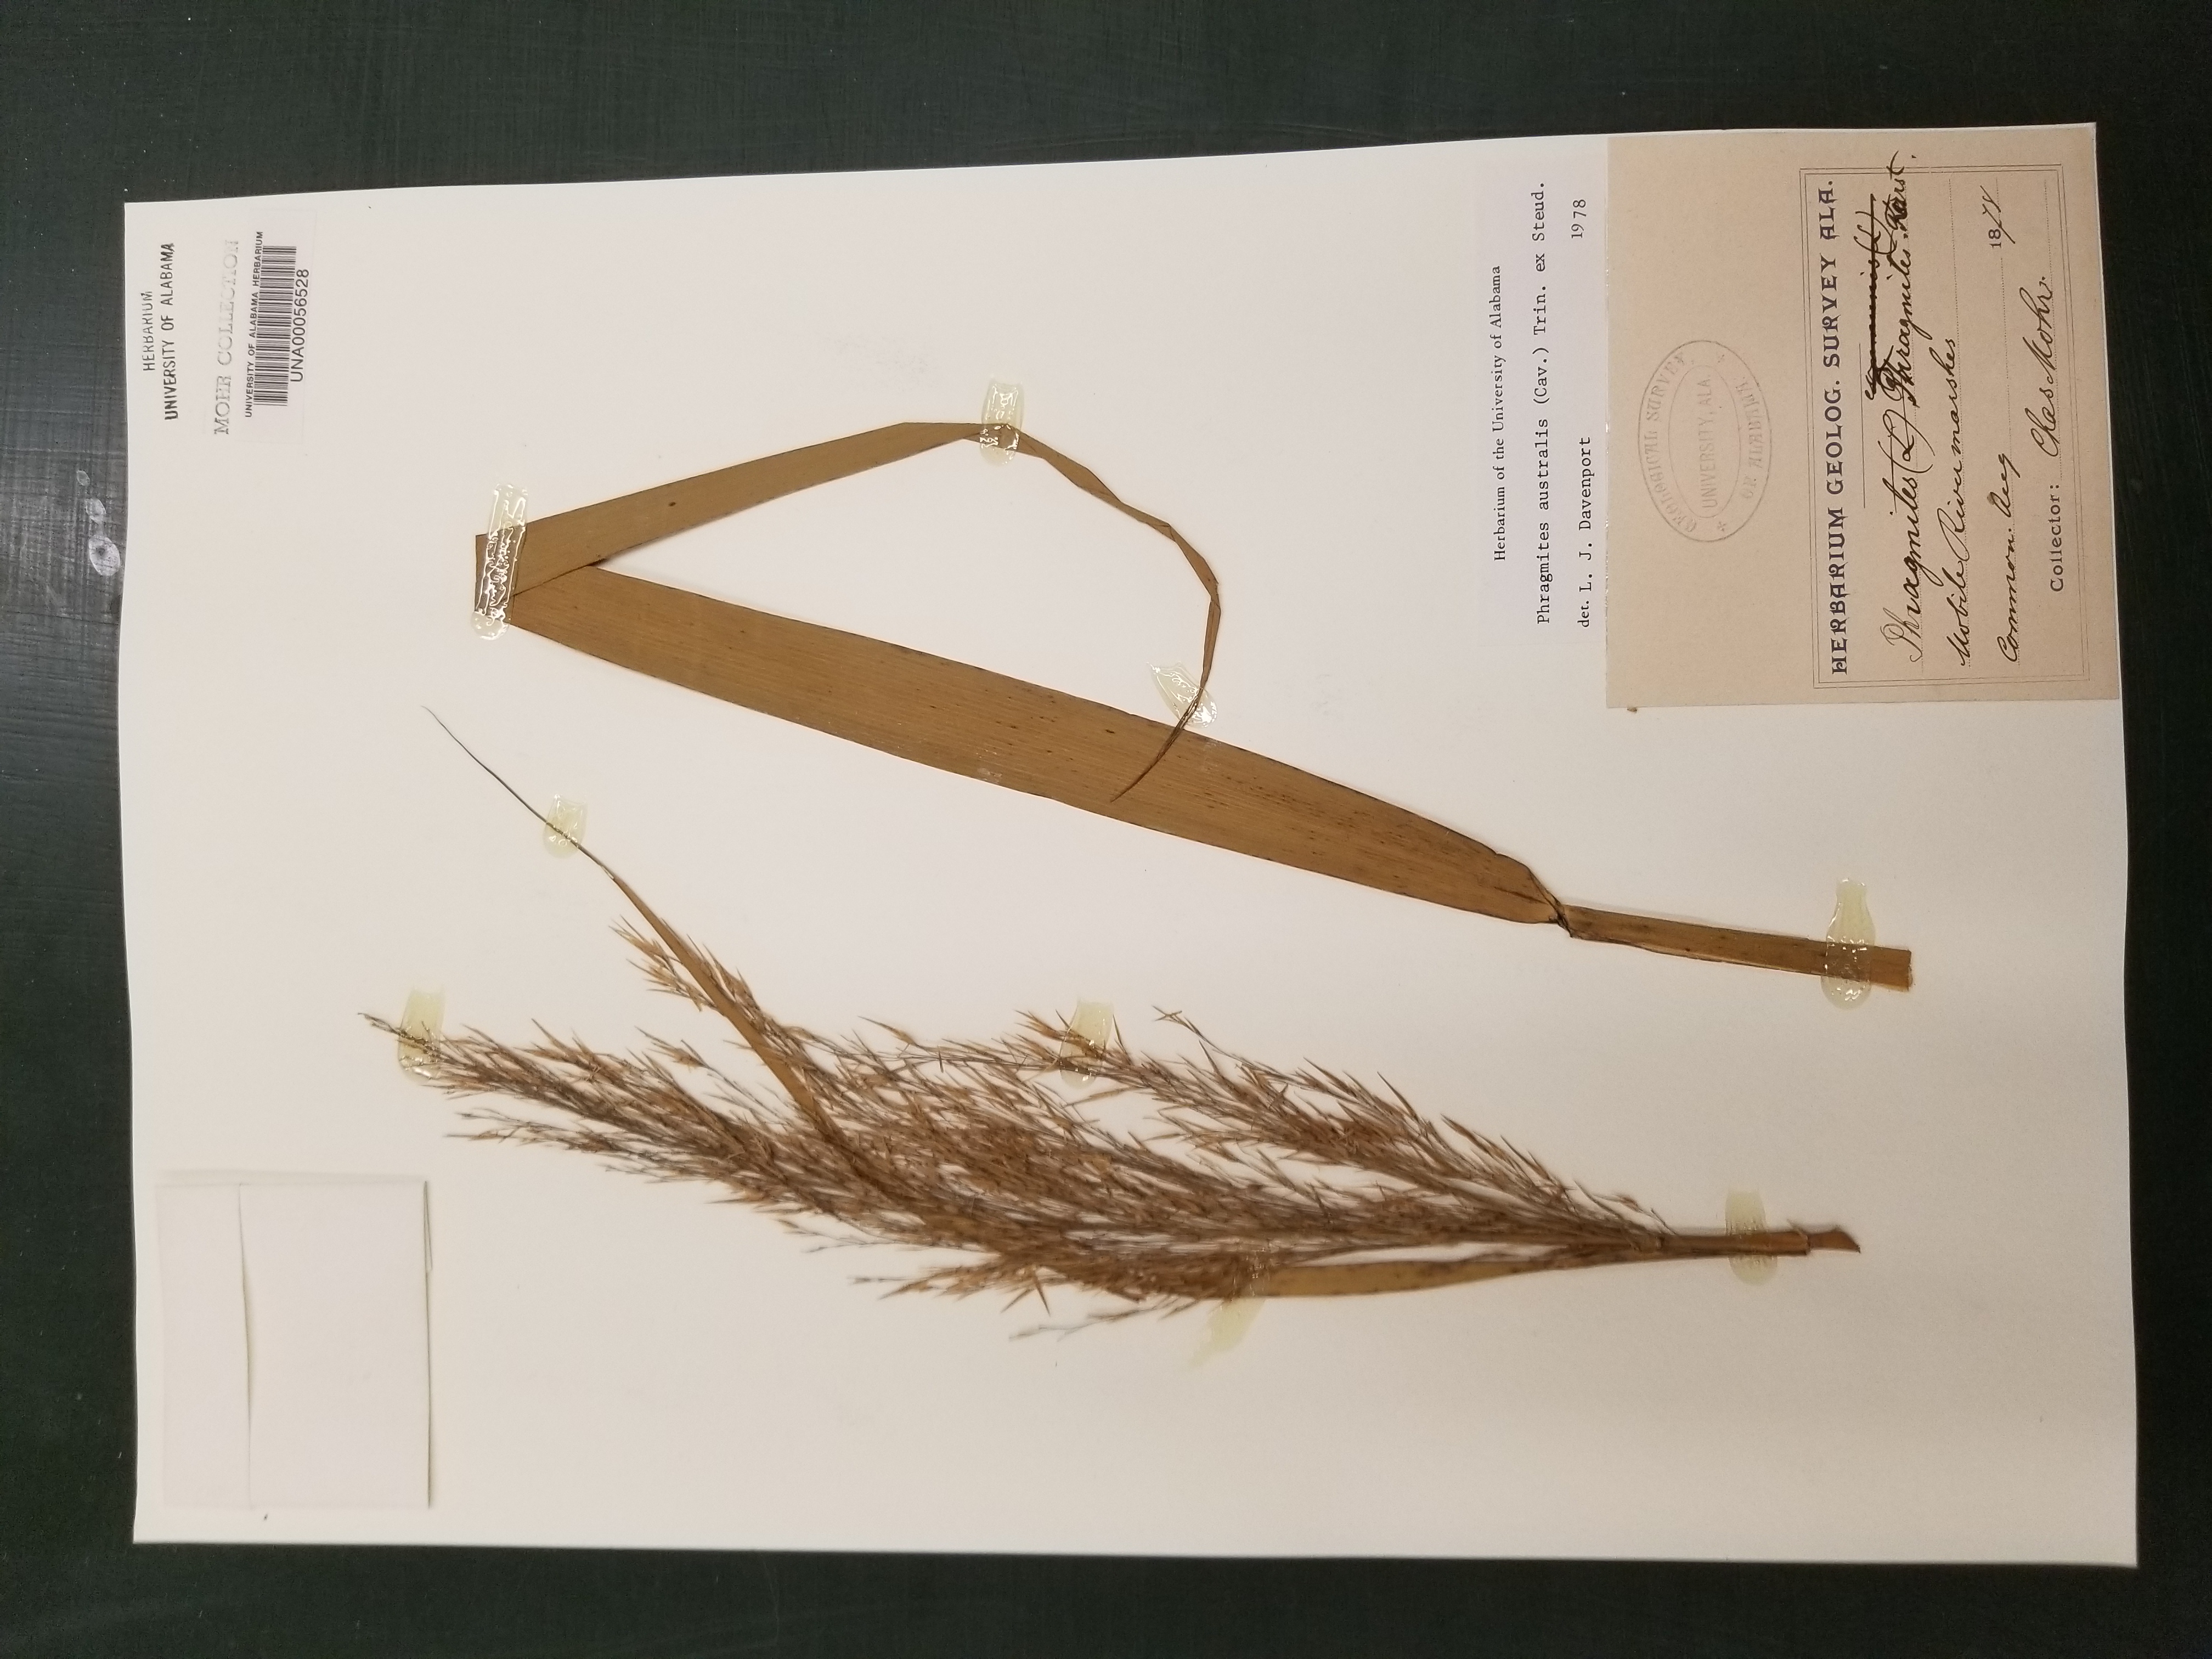 HERBARIUM
UNIVERSITY OF ALABAMA
MOHR COLLECTION
UNIVERSITY OF ALABAMA HERBARIUM
UNA00056528
Herbarium of the University of Alabama
Phragmites australis (Cav.) Trin. ex Steud.
det. L. J. Davenport 1978
GEOLOGICAL SURVEY
UNIVERSITY, ALA.
OF ALABAMA.
HERBARIUM GEOLOG. SURVEY ALA.
communis (L)
Phragmites (L) Phragmites. Karst.
Mobile River marshes
Common. Aug 1878
Collector: Chas Mohr.